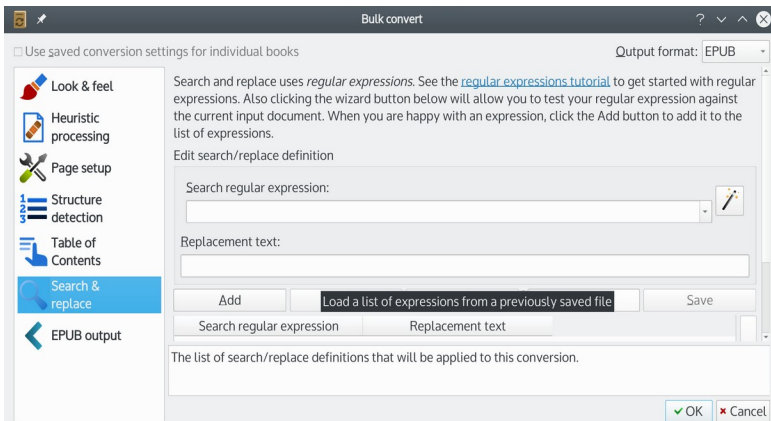 Bulk convert
Use saved conversion settings for individual books
Output format: EPUB
Look & feel
Heuristic
processing
Page setup
Structure
detection
Table of
Contents
Search &
replace
EPUB output
Search and replace uses regular expressions. See the regular expressions tutorial to get started with regular
expressions. Also clicking the wizard button below will allow you to test your regular expression against
the current input document. When you are happy with an expression, click the Add button to add it to the
list of expressions.
Edit search/replace definition
Search regular expression:
Replacement text:
Add
Load a list of expressions from a previously saved file
Save
Search regular expression Replacement text
The list of search/replace definitions that will be applied to this conversion.
OK
Cancel